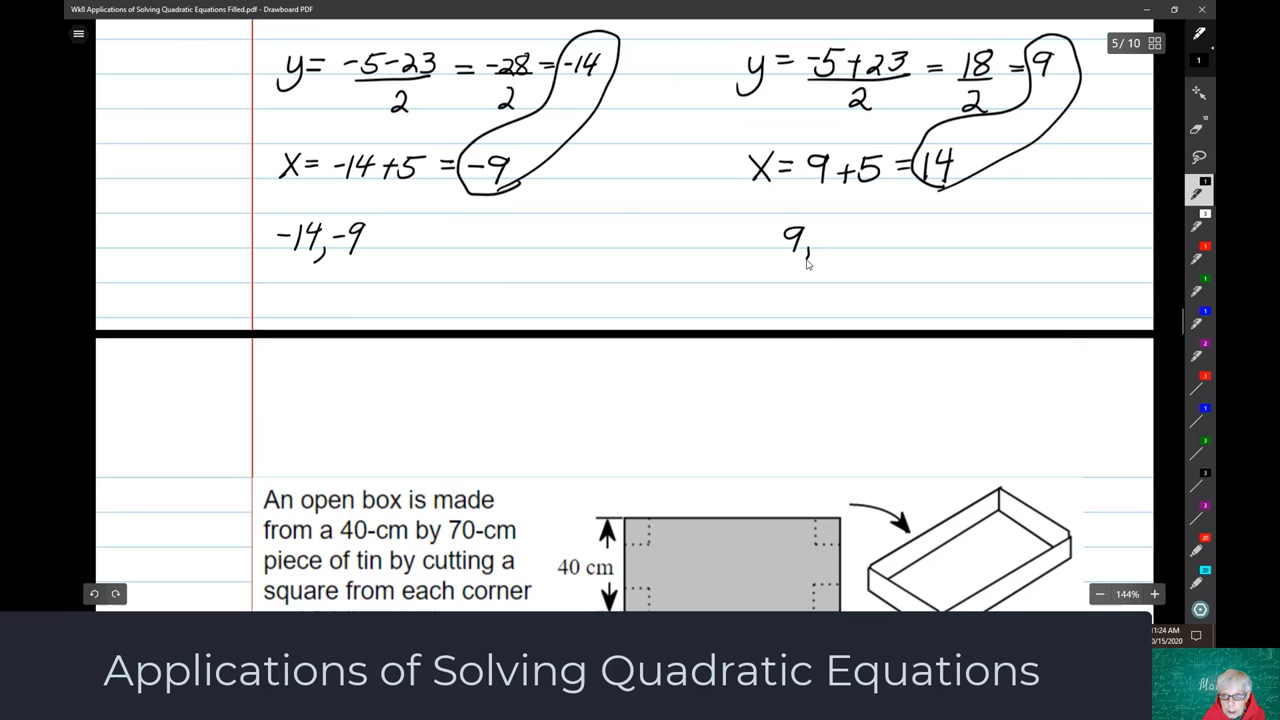 Wk8 Applications of Solving Quadratic Equations Filled.pdf - Drawboard PDF
5 / 10
y = -5-23/2 = -28/2 = -14
y = -5+23/2 = 18/2 = 9
X = -14+5 = -9
X = 9+5 = 14
-14, -9
9,
An open box is made
from a 40-cm by 70-cm
piece of tin by cutting a
square from each corner
40 cm
144%
Applications of Solving Quadratic Equations